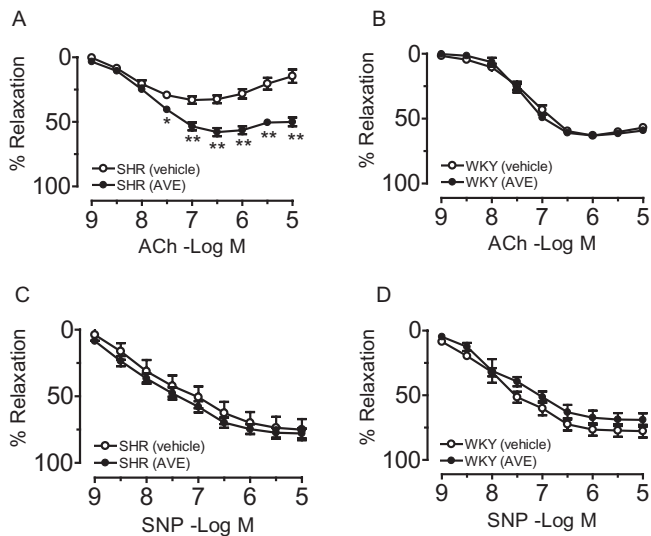 A
% Relaxation
0
50
100
*
**
**
**
**
**
SHR (vehicle)
SHR (AVE)
9 8 7 6 5
ACh -Log M
B
% Relaxation
0
50
100
WKY (vehicle)
WKY (AVE)
9 8 7 6 5
ACh -Log M
C
% Relaxation
0
50
100
SHR (vehicle)
SHR (AVE)
9 8 7 6 5
SNP -Log M
D
% Relaxation
0
50
100
WKY (vehicle)
WKY (AVE)
9 8 7 6 5
SNP -Log M